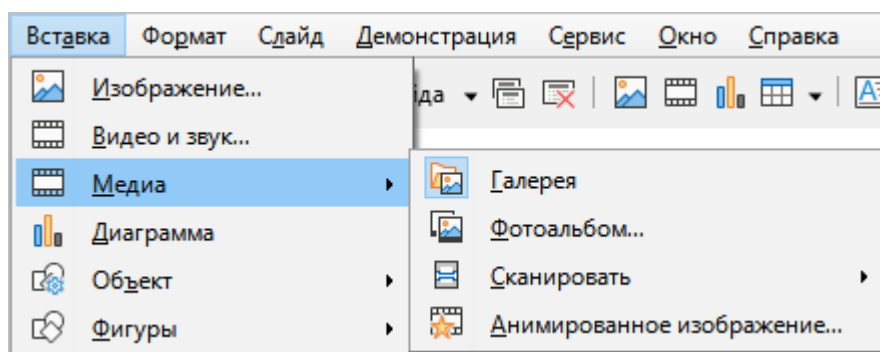 Вставка Формат Слайд Демонстрация Сервис Окно Справка
Изображение...
Видео и звук...
Медиа
Диаграмма
Объект
Фигуры
Галерея
Фотоальбом...
Сканировать
Анимированное изображение...